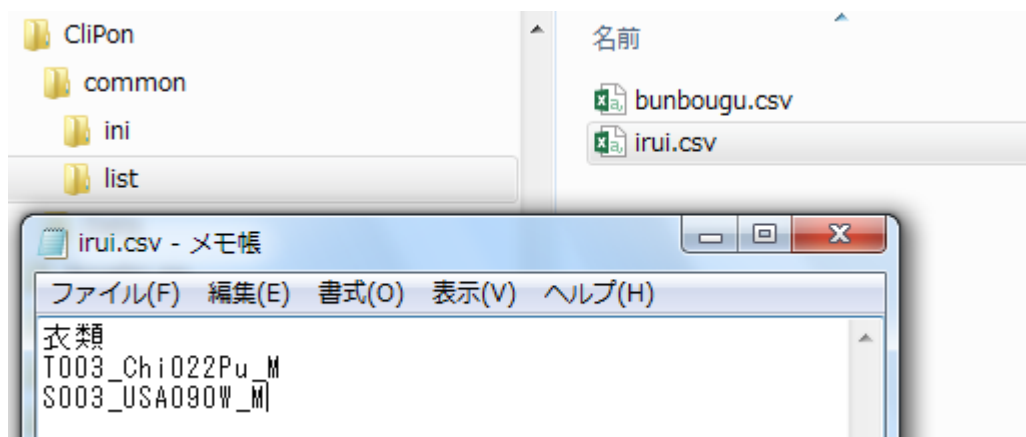 CliPon
common
ini
list
名前
bunbougu.csv
irui.csv
irui.csv - メモ帳
ファイル(F) 編集(E) 書式(O) 表示(V) ヘルプ(H)
衣類
T003_Chi022Pu_M
S003_USA090W_M